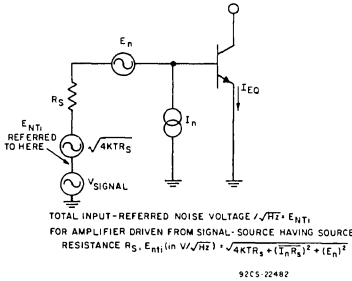 En
IEQ
RS
In
ENTi
REFERRED
TO HERE
√4KTRS
VSIGNAL
TOTAL INPUT-REFERRED NOISE VOLTAGE / √Hz = ENTi
FOR AMPLIFIER DRIVEN FROM SIGNAL-SOURCE HAVING SOURCE
RESISTANCE RS, Enti (in V/√Hz) = √4KTRs + (InRs)² + (En)²
92CS-22482